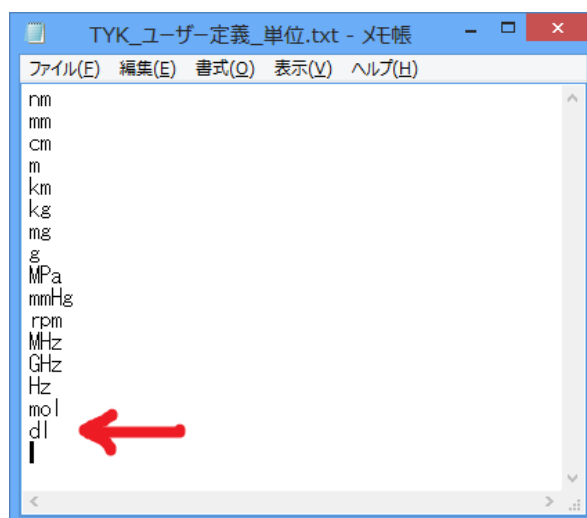 TYK_ユーザー定義_単位.txt - メモ帳
ファイル(F) 編集(E) 書式(O) 表示(V) ヘルプ(H)
nm
mm
cm
m
km
kg
mg
g
MPa
mmHg
rpm
MHz
GHz
Hz
mol
dl